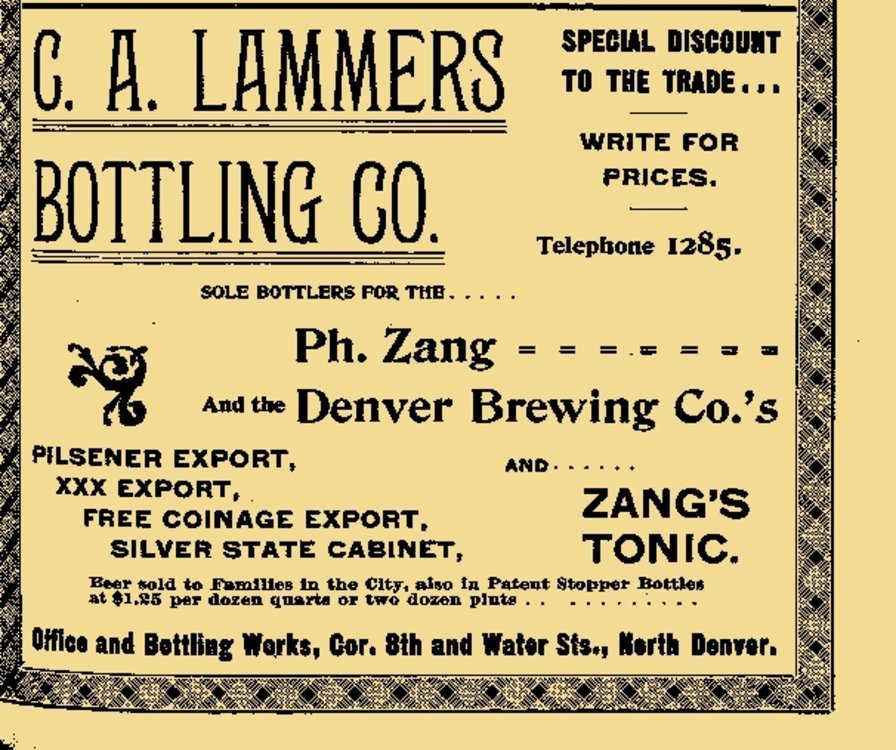 C. A. LAMMERS
BOTTLING CO.
SPECIAL DISCOUNT
TO THE TRADE...
WRITE FOR
PRICES.
Telephone 1285.
SOLE BOTTLERS FOR THE.....
Ph. Zang = = = = = = =
And the Denver Brewing Co.'s
PILSENER EXPORT,
XXX EXPORT,
FREE COINAGE EXPORT,
SILVER STATE CABINET,
AND......
ZANG'S
TONIC.
Beer sold to Families in the City, also in Patent Stopper Bottles
at $1.25 per dozen quarts or two dozen pints .. .........
Office and Bottling Works, Cor. 8th and Water Sts., North Denver.